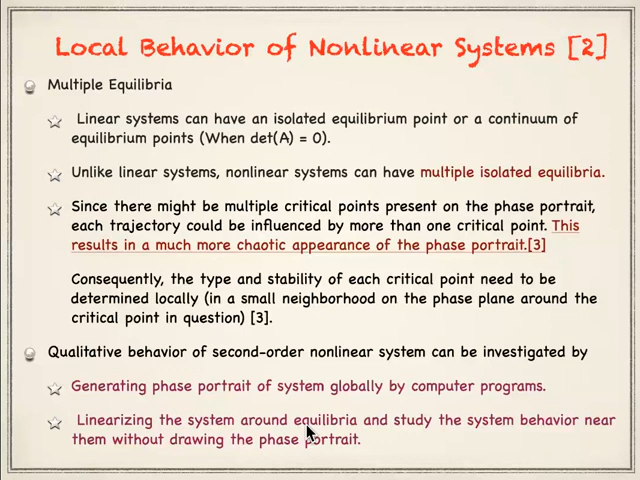 Local Behavior of Nonlinear Systems [2]
Multiple Equilibria
Linear systems can have an isolated equilibrium point or a continuum of
equilibrium points (When det(A) = 0).
Unlike linear systems, nonlinear systems can have multiple isolated equilibria.
Since there might be multiple critical points present on the phase portrait,
each trajectory could be influenced by more than one critical point. This
results in a much more chaotic appearance of the phase portrait.[3]
Consequently, the type and stability of each critical point need to be
determined locally (in a small neighborhood on the phase plane around the
critical point in question) [3].
Qualitative behavior of second-order nonlinear system can be investigated by
Generating phase portrait of system globally by computer programs.
Linearizing the system around equilibria and study the system behavior near
them without drawing the phase portrait.